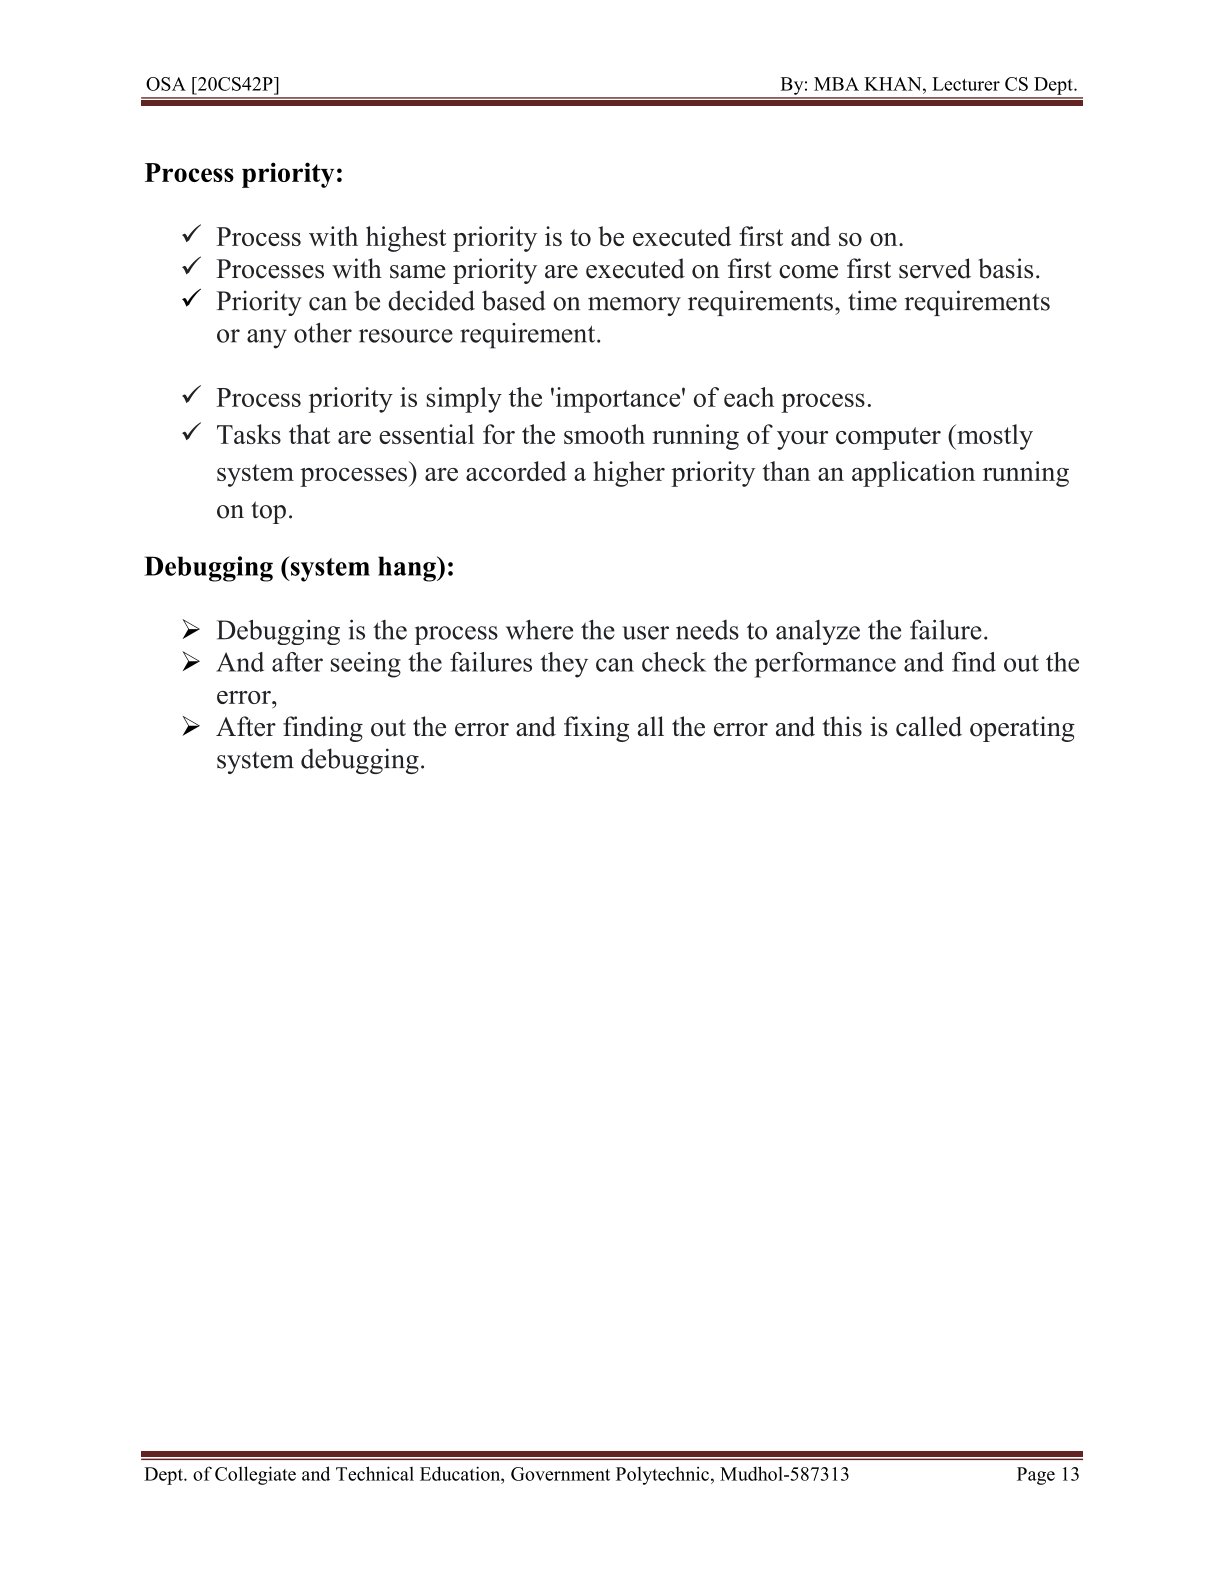 OSA [20CS42P] By: MBA KHAN, Lecturer CS Dept.
Process priority:
✓ Process with highest priority is to be executed first and so on.
✓ Processes with same priority are executed on first come first served basis.
✓ Priority can be decided based on memory requirements, time requirements
or any other resource requirement.
✓ Process priority is simply the 'importance' of each process.
✓ Tasks that are essential for the smooth running of your computer (mostly
system processes) are accorded a higher priority than an application running
on top.
Debugging (system hang):
➢ Debugging is the process where the user needs to analyze the failure.
➢ And after seeing the failures they can check the performance and find out the
error,
➢ After finding out the error and fixing all the error and this is called operating
system debugging.
Dept. of Collegiate and Technical Education, Government Polytechnic, Mudhol-587313 Page 13